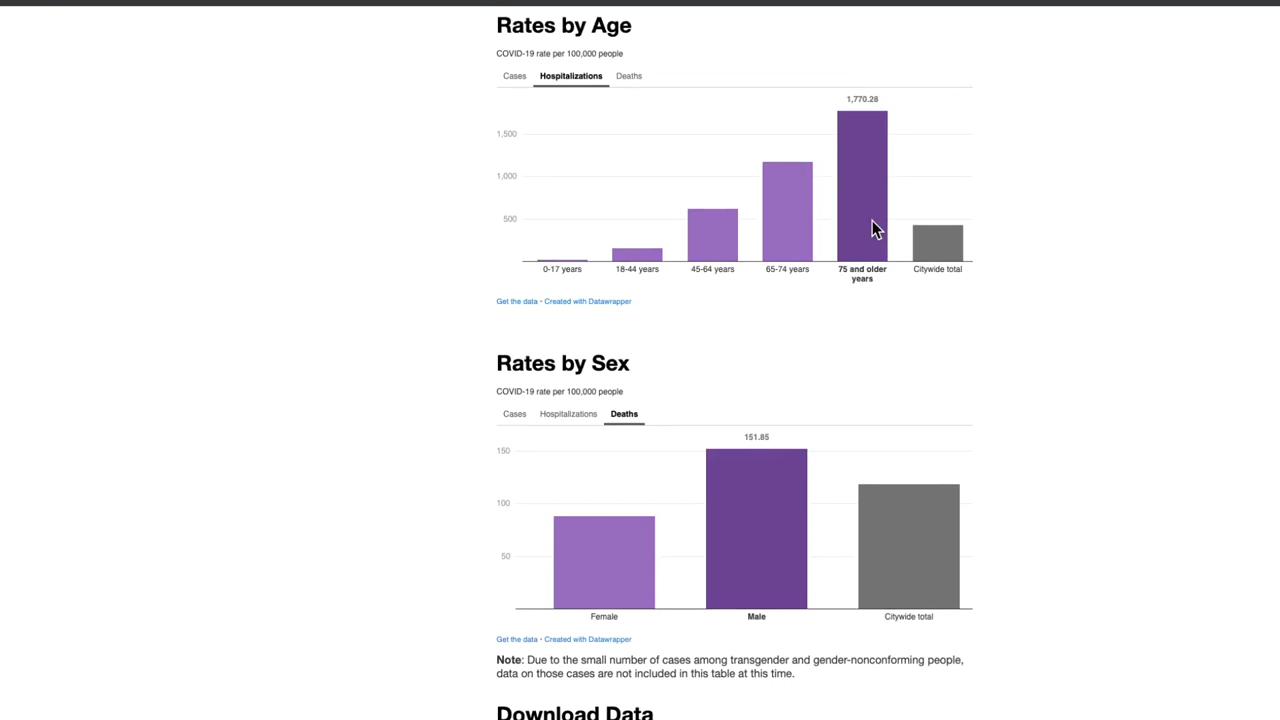 Rates by Age
COVID-19 rate per 100,000 people
Cases Hospitalizations Deaths
1,770.28
1,500
1,000
500
0-17 years 18-44 years 45-64 years 65-74 years 75 and older years Citywide total
Get the data • Created with Datawrapper
Rates by Sex
COVID-19 rate per 100,000 people
Cases Hospitalizations Deaths
151.85
150
100
50
Female Male Citywide total
Get the data • Created with Datawrapper
Note: Due to the small number of cases among transgender and gender-nonconforming people,
data on those cases are not included in this table at this time.
Download Data